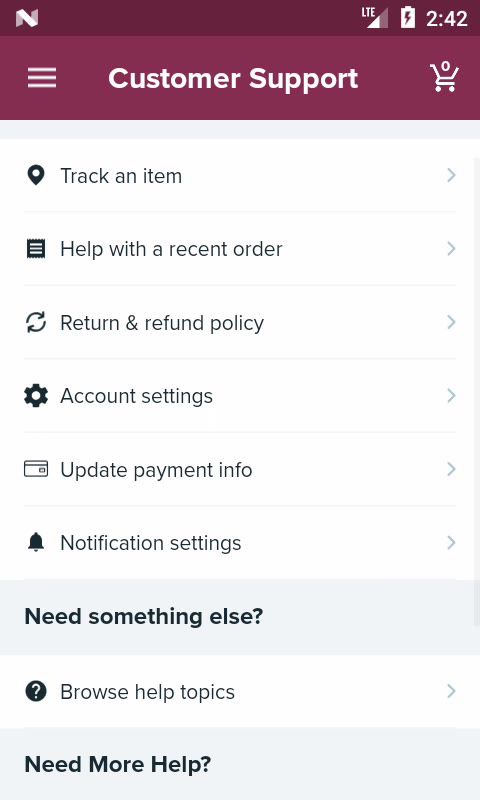 LTE 2:42
Customer Support 0
Track an item
Help with a recent order
Return & refund policy
Account settings
Update payment info
Notification settings
Need something else?
Browse help topics
Need More Help?